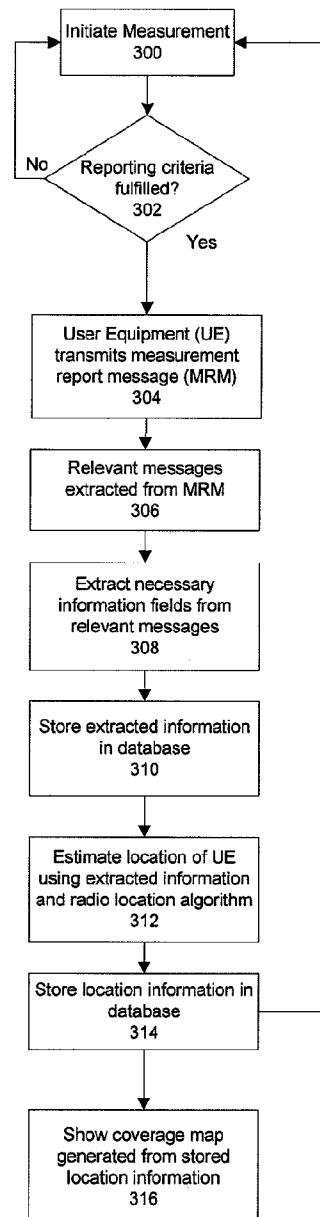 Initiate Measurement
300
No
Reporting criteria
fulfilled?
302
Yes
User Equipment (UE)
transmits measurement
report message (MRM)
304
Relevant messages
extracted from MRM
306
Extract necessary
information fields from
relevant messages
308
Store extracted information
in database
310
Estimate location of UE
using extracted information
and radio location algorithm
312
Store location information in
database
314
Show coverage map
generated from stored
location information
316